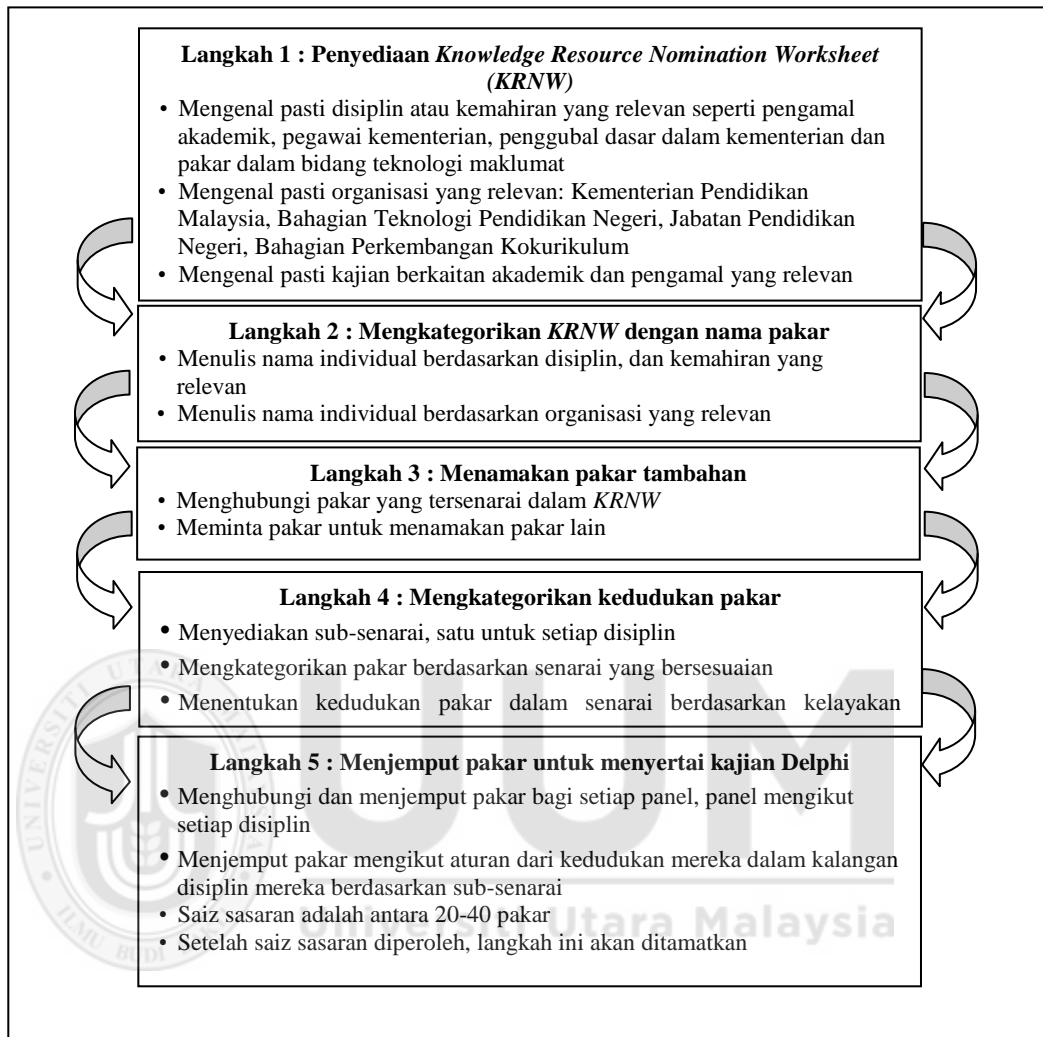 Langkah 1 : Penyediaan Knowledge Resource Nomination Worksheet
(KRNW)
• Mengenal pasti disiplin atau kemahiran yang relevan seperti pengamal
akademik, pegawai kementerian, penggubal dasar dalam kementerian dan
pakar dalam bidang teknologi maklumat
• Mengenal pasti organisasi yang relevan: Kementerian Pendidikan
Malaysia, Bahagian Teknologi Pendidikan Negeri, Jabatan Pendidikan
Negeri, Bahagian Perkembangan Kokurikulum
• Mengenal pasti kajian berkaitan akademik dan pengamal yang relevan
Langkah 2 : Mengkategorikan KRNW dengan nama pakar
• Menulis nama individual berdasarkan disiplin, dan kemahiran yang
relevan
• Menulis nama individual berdasarkan organisasi yang relevan
Langkah 3 : Menamakan pakar tambahan
• Menghubungi pakar yang tersenarai dalam KRNW
• Meminta pakar untuk menamakan pakar lain
Langkah 4 : Mengkategorikan kedudukan pakar
• Menyediakan sub-senarai, satu untuk setiap disiplin
• Mengkategorikan pakar berdasarkan senarai yang bersesuaian
• Menentukan kedudukan pakar dalam senarai berdasarkan kelayakan
Langkah 5 : Menjemput pakar untuk menyertai kajian Delphi
• Menghubungi dan menjemput pakar bagi setiap panel, panel mengikut
setiap disiplin
• Menjemput pakar mengikut aturan dari kedudukan mereka dalam kalangan
disiplin mereka berdasarkan sub-senarai
• Saiz sasaran adalah antara 20-40 pakar
• Setelah saiz sasaran diperoleh, langkah ini akan ditamatkan
UUM
Universiti Utara Malaysia
UNIVERSITI UTARA MALAYSIA
ILMU BUDI